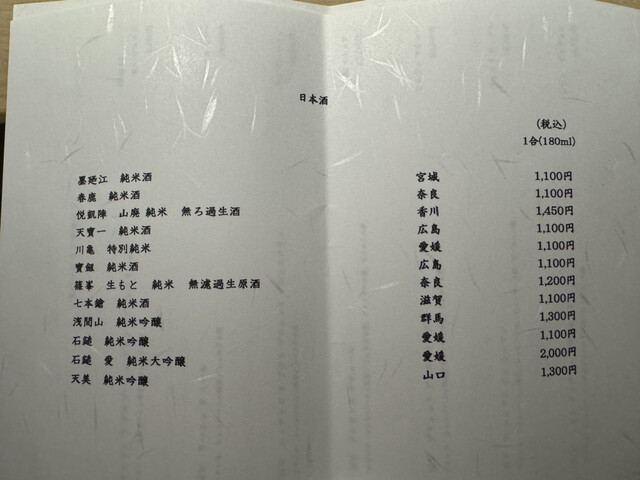 日本酒
(税込)
1合(180ml)
墨廼江 純米酒 宮城 1,100円
春鹿 純米酒 奈良 1,100円
悦凱陣 山廃 純米 無ろ過生酒 香川 1,450円
天寶一 純米酒 広島 1,100円
川亀 特別純米 愛媛 1,100円
寶劔 純米酒 広島 1,100円
篠峯 生もと 純米 無濾過生原酒 奈良 1,200円
七本鎗 純米酒 滋賀 1,100円
浅間山 純米吟醸 群馬 1,300円
石鎚 純米吟醸 愛媛 1,100円
石鎚 愛 純米大吟醸 愛媛 2,000円
天美 純米吟醸 山口 1,300円